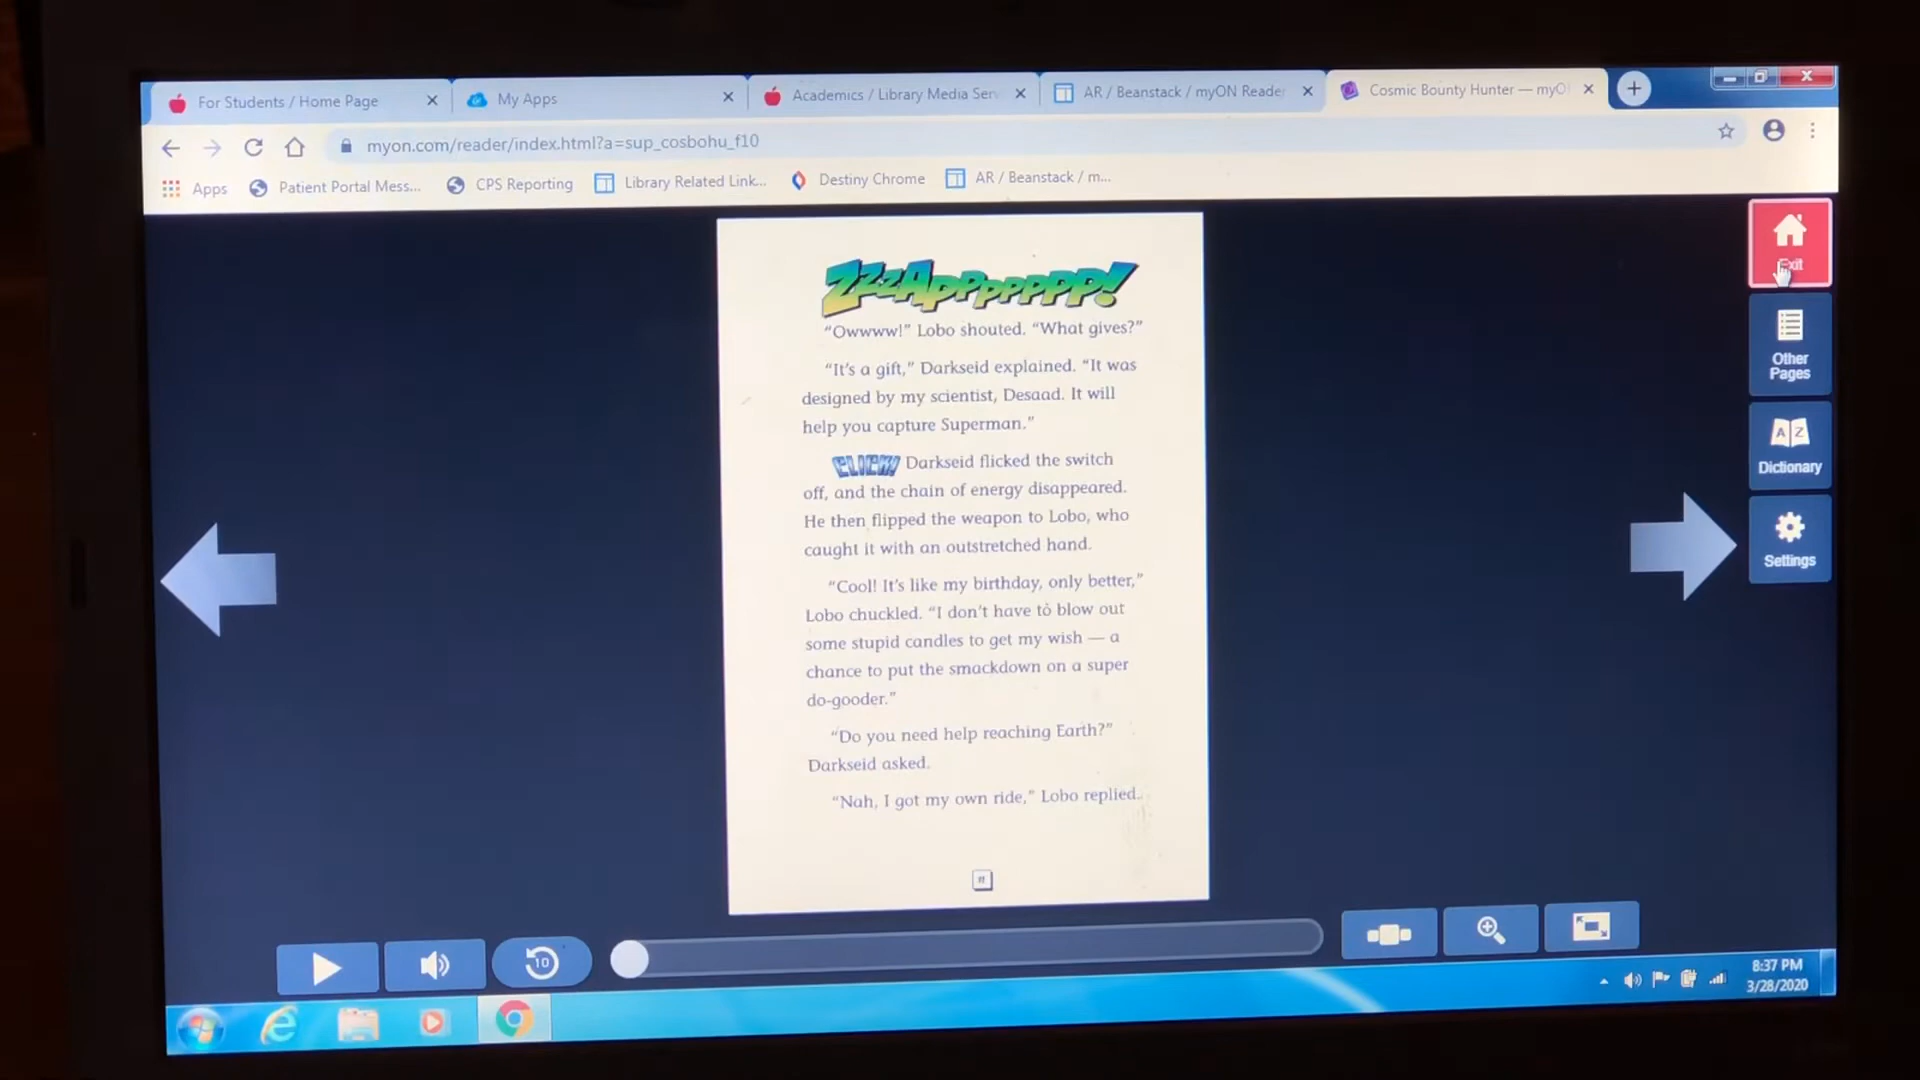 For Students / Home Page
My Apps
Academics / Library Media Ser
AR / Beanstack / myON Reade
Cosmic Bounty Hunter — myO
myon.com/reader/index.html?a=sup_cosbohu_f10
Apps
Patient Portal Mess...
CPS Reporting
Library Related Link...
Destiny Chrome
AR / Beanstack / m...
ZzzAppppppp!
“Owwww!” Lobo shouted. “What gives?”
“It’s a gift,” Darkseid explained. “It was
designed by my scientist, Desaad. It will
help you capture Superman.”
CLICK! Darkseid flicked the switch
off, and the chain of energy disappeared.
He then flipped the weapon to Lobo, who
caught it with an outstretched hand.
“Cool! It’s like my birthday, only better,”
Lobo chuckled. “I don’t have to blow out
some stupid candles to get my wish — a
chance to put the smackdown on a super
do-gooder.”
“Do you need help reaching Earth?”
Darkseid asked.
“Nah, I got my own ride,” Lobo replied.
Exit
Other
Pages
A Z
Dictionary
Settings
10
8:37 PM
3/28/2020